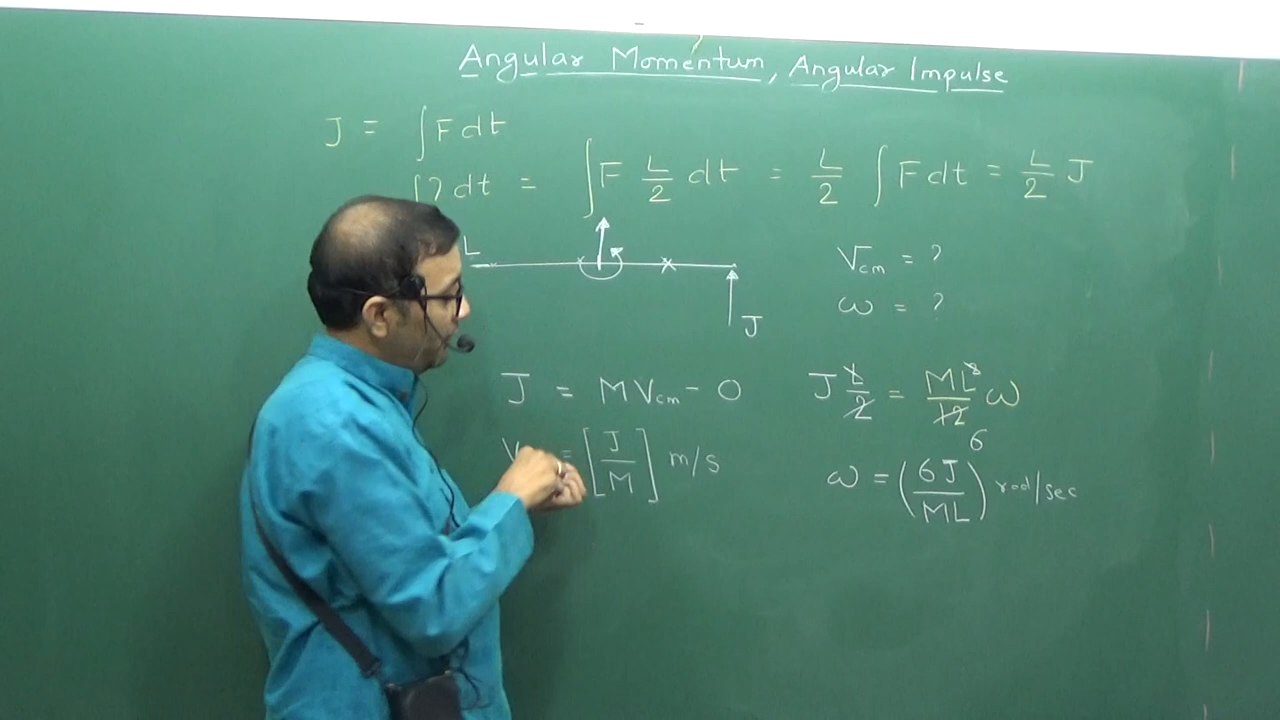 Angular Momentum, Angular Impulse
J = ∫F dt
∫τ dt = ∫F L/2 dt = L/2 ∫F dt = L/2 J
L
J
Vcm = ?
ω = ?
J = MVcm - 0
J L/2 = ML²/12 ω
6
V = [J/M] m/s
ω = (6J/ML) rad/sec